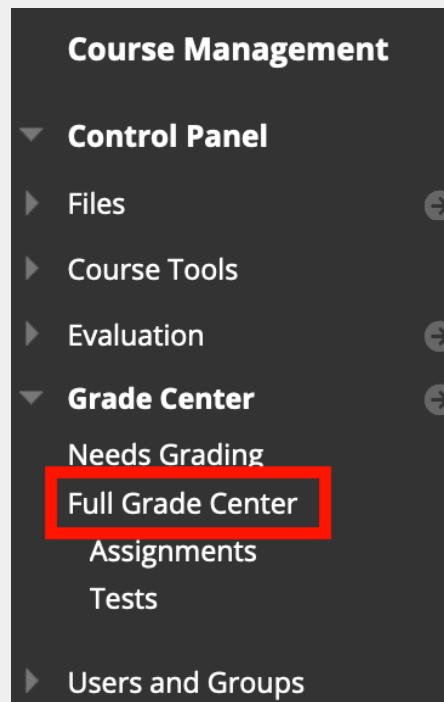 Course Management
Control Panel
Files
Course Tools
Evaluation
Grade Center
Needs Grading
Full Grade Center
Assignments
Tests
Users and Groups